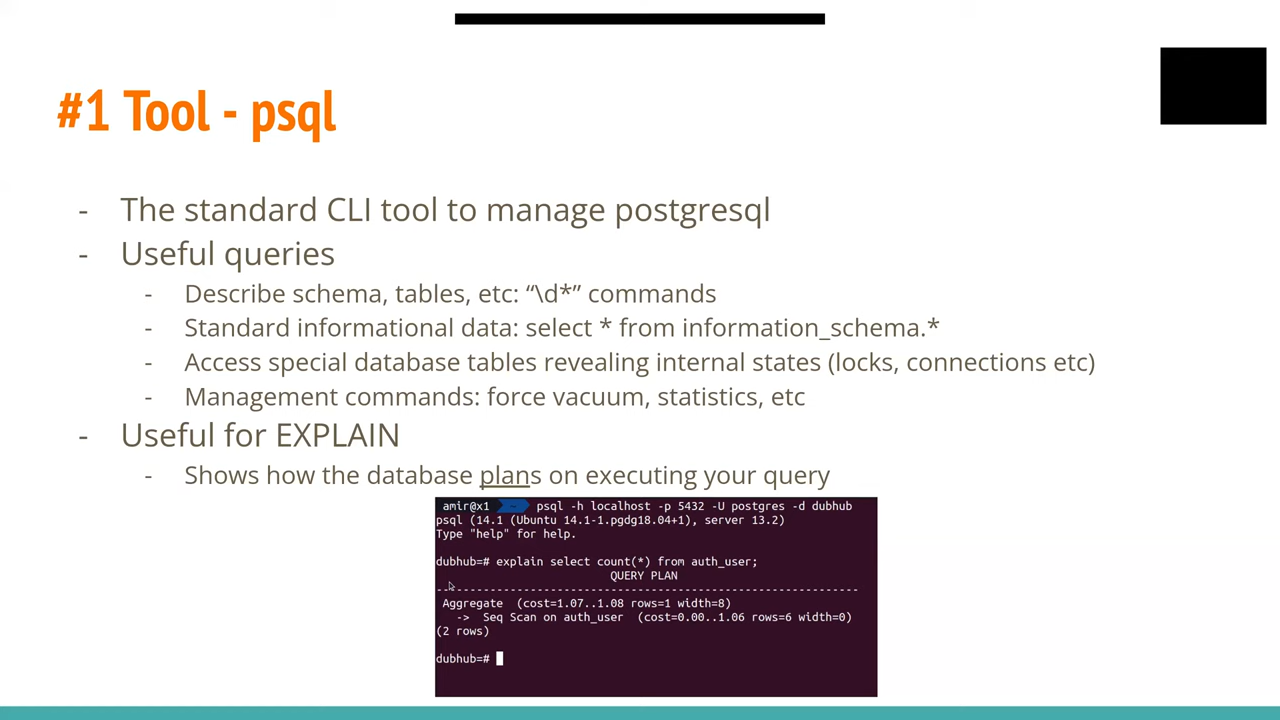 #1 Tool - psql
- The standard CLI tool to manage postgresql
- Useful queries
- Describe schema, tables, etc: “\d*” commands
- Standard informational data: select * from information_schema.*
- Access special database tables revealing internal states (locks, connections etc)
- Management commands: force vacuum, statistics, etc
- Useful for EXPLAIN
- Shows how the database plans on executing your query
amir@x1 ~ psql -h localhost -p 5432 -U postgres -d dubhub
psql (14.1 (Ubuntu 14.1-1.pgdg18.04+1), server 13.2)
Type "help" for help.
dubhub=# explain select count(*) from auth_user;
QUERY PLAN
---------------------------------------------------------------
Aggregate (cost=1.07..1.08 rows=1 width=8)
-> Seq Scan on auth_user (cost=0.00..1.06 rows=6 width=0)
(2 rows)
dubhub=#